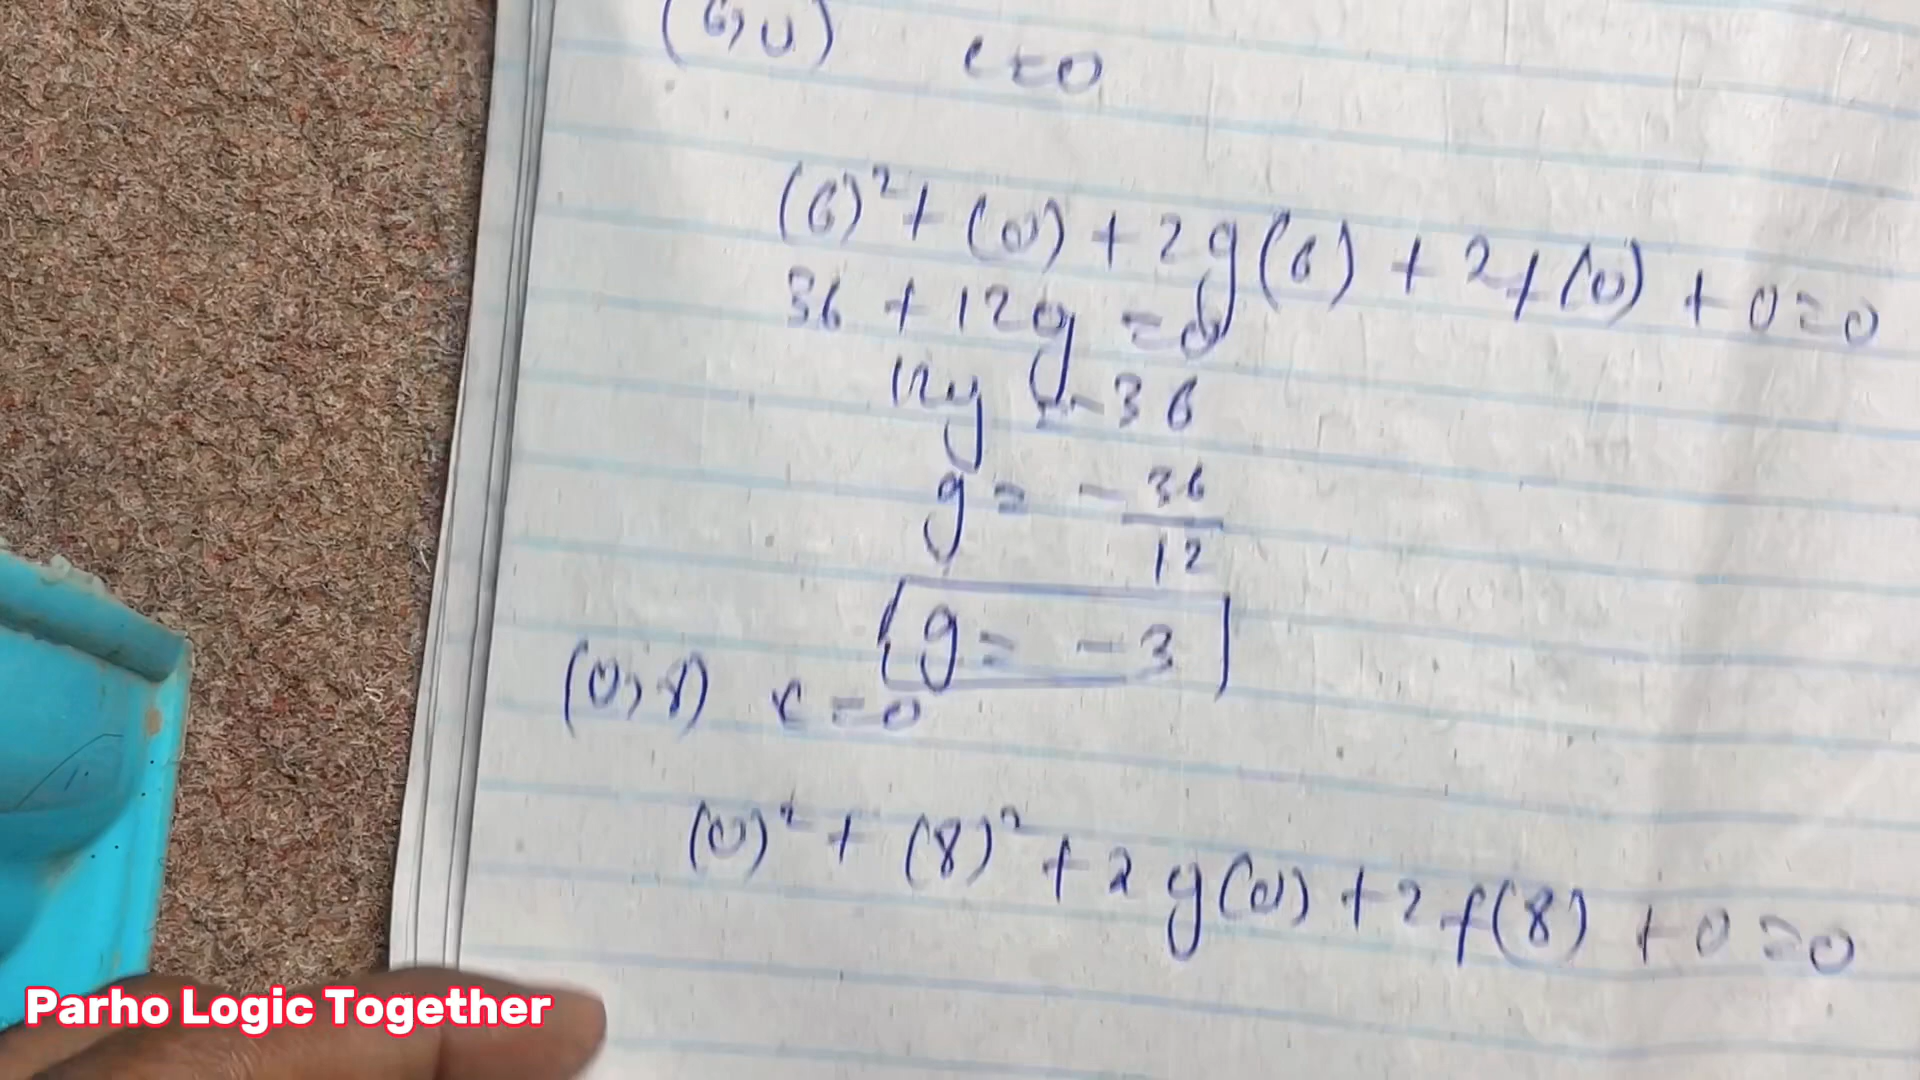 (6,0) c=0
(6)²+(0)+2g(6)+2f(0)+0=0
36+12g=0
12g=-36
g=-36/12
g=-3
(0,8) c=0
(0)²+(8)²+2g(0)+2f(8)+0=0
Parho Logic Together